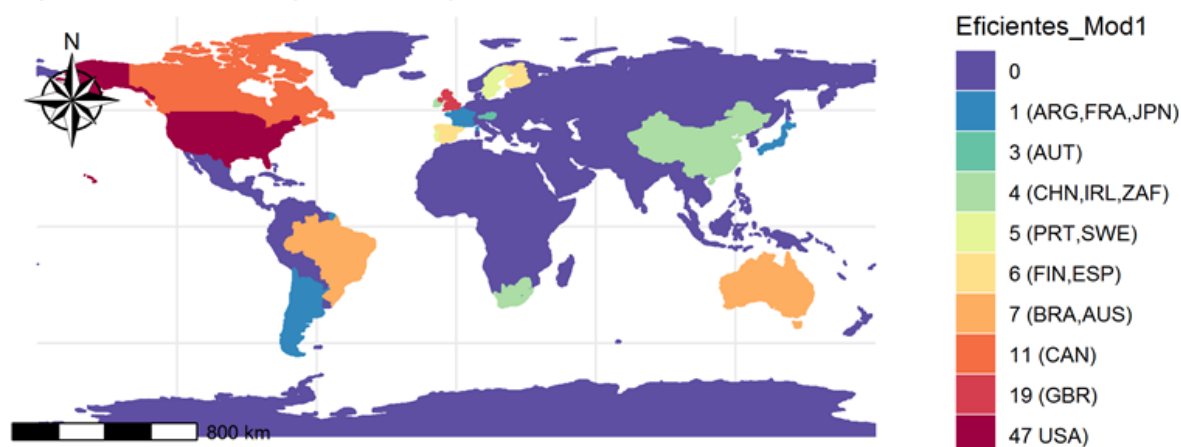 N
800 km
Eficientes_Mod1
0
1 (ARG,FRA,JPN)
3 (AUT)
4 (CHN,IRL,ZAF)
5 (PRT,SWE)
6 (FIN,ESP)
7 (BRA,AUS)
11 (CAN)
19 (GBR)
47 USA)